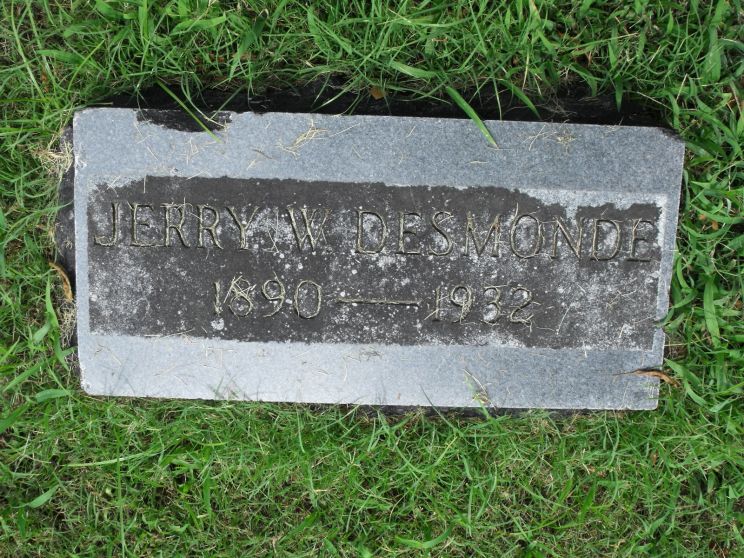 JERRY W. DESMONDE
1890 — 1932